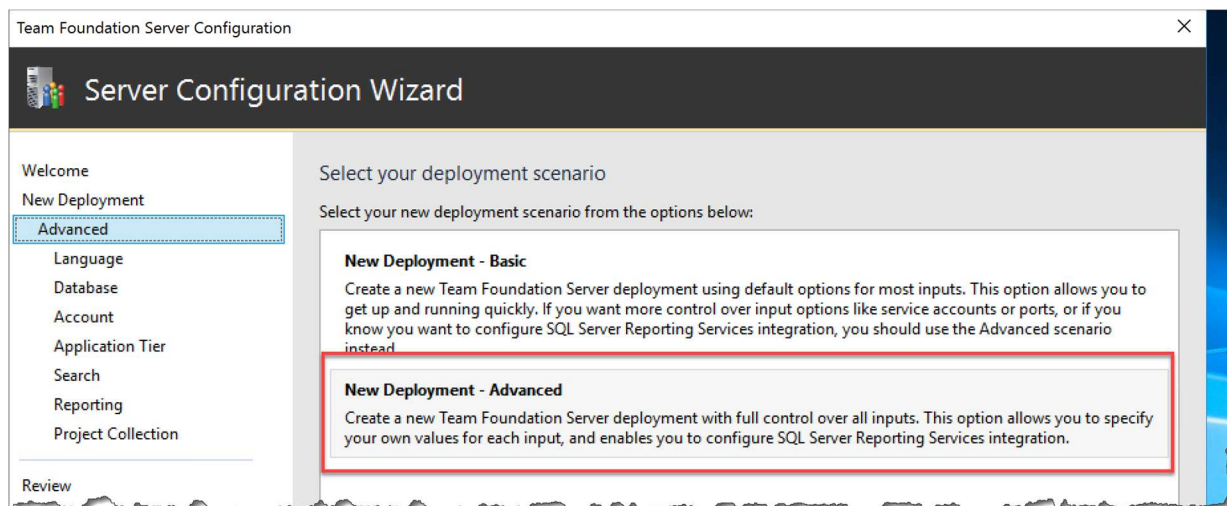 Team Foundation Server Configuration
Server Configuration Wizard
Welcome
New Deployment
Advanced
Language
Database
Account
Application Tier
Search
Reporting
Project Collection
Review
Select your deployment scenario
Select your new deployment scenario from the options below:
New Deployment - Basic
Create a new Team Foundation Server deployment using default options for most inputs. This option allows you to
get up and running quickly. If you want more control over input options like service accounts or ports, or if you
know you want to configure SQL Server Reporting Services integration, you should use the Advanced scenario
instead
New Deployment - Advanced
Create a new Team Foundation Server deployment with full control over all inputs. This option allows you to specify
your own values for each input, and enables you to configure SQL Server Reporting Services integration.